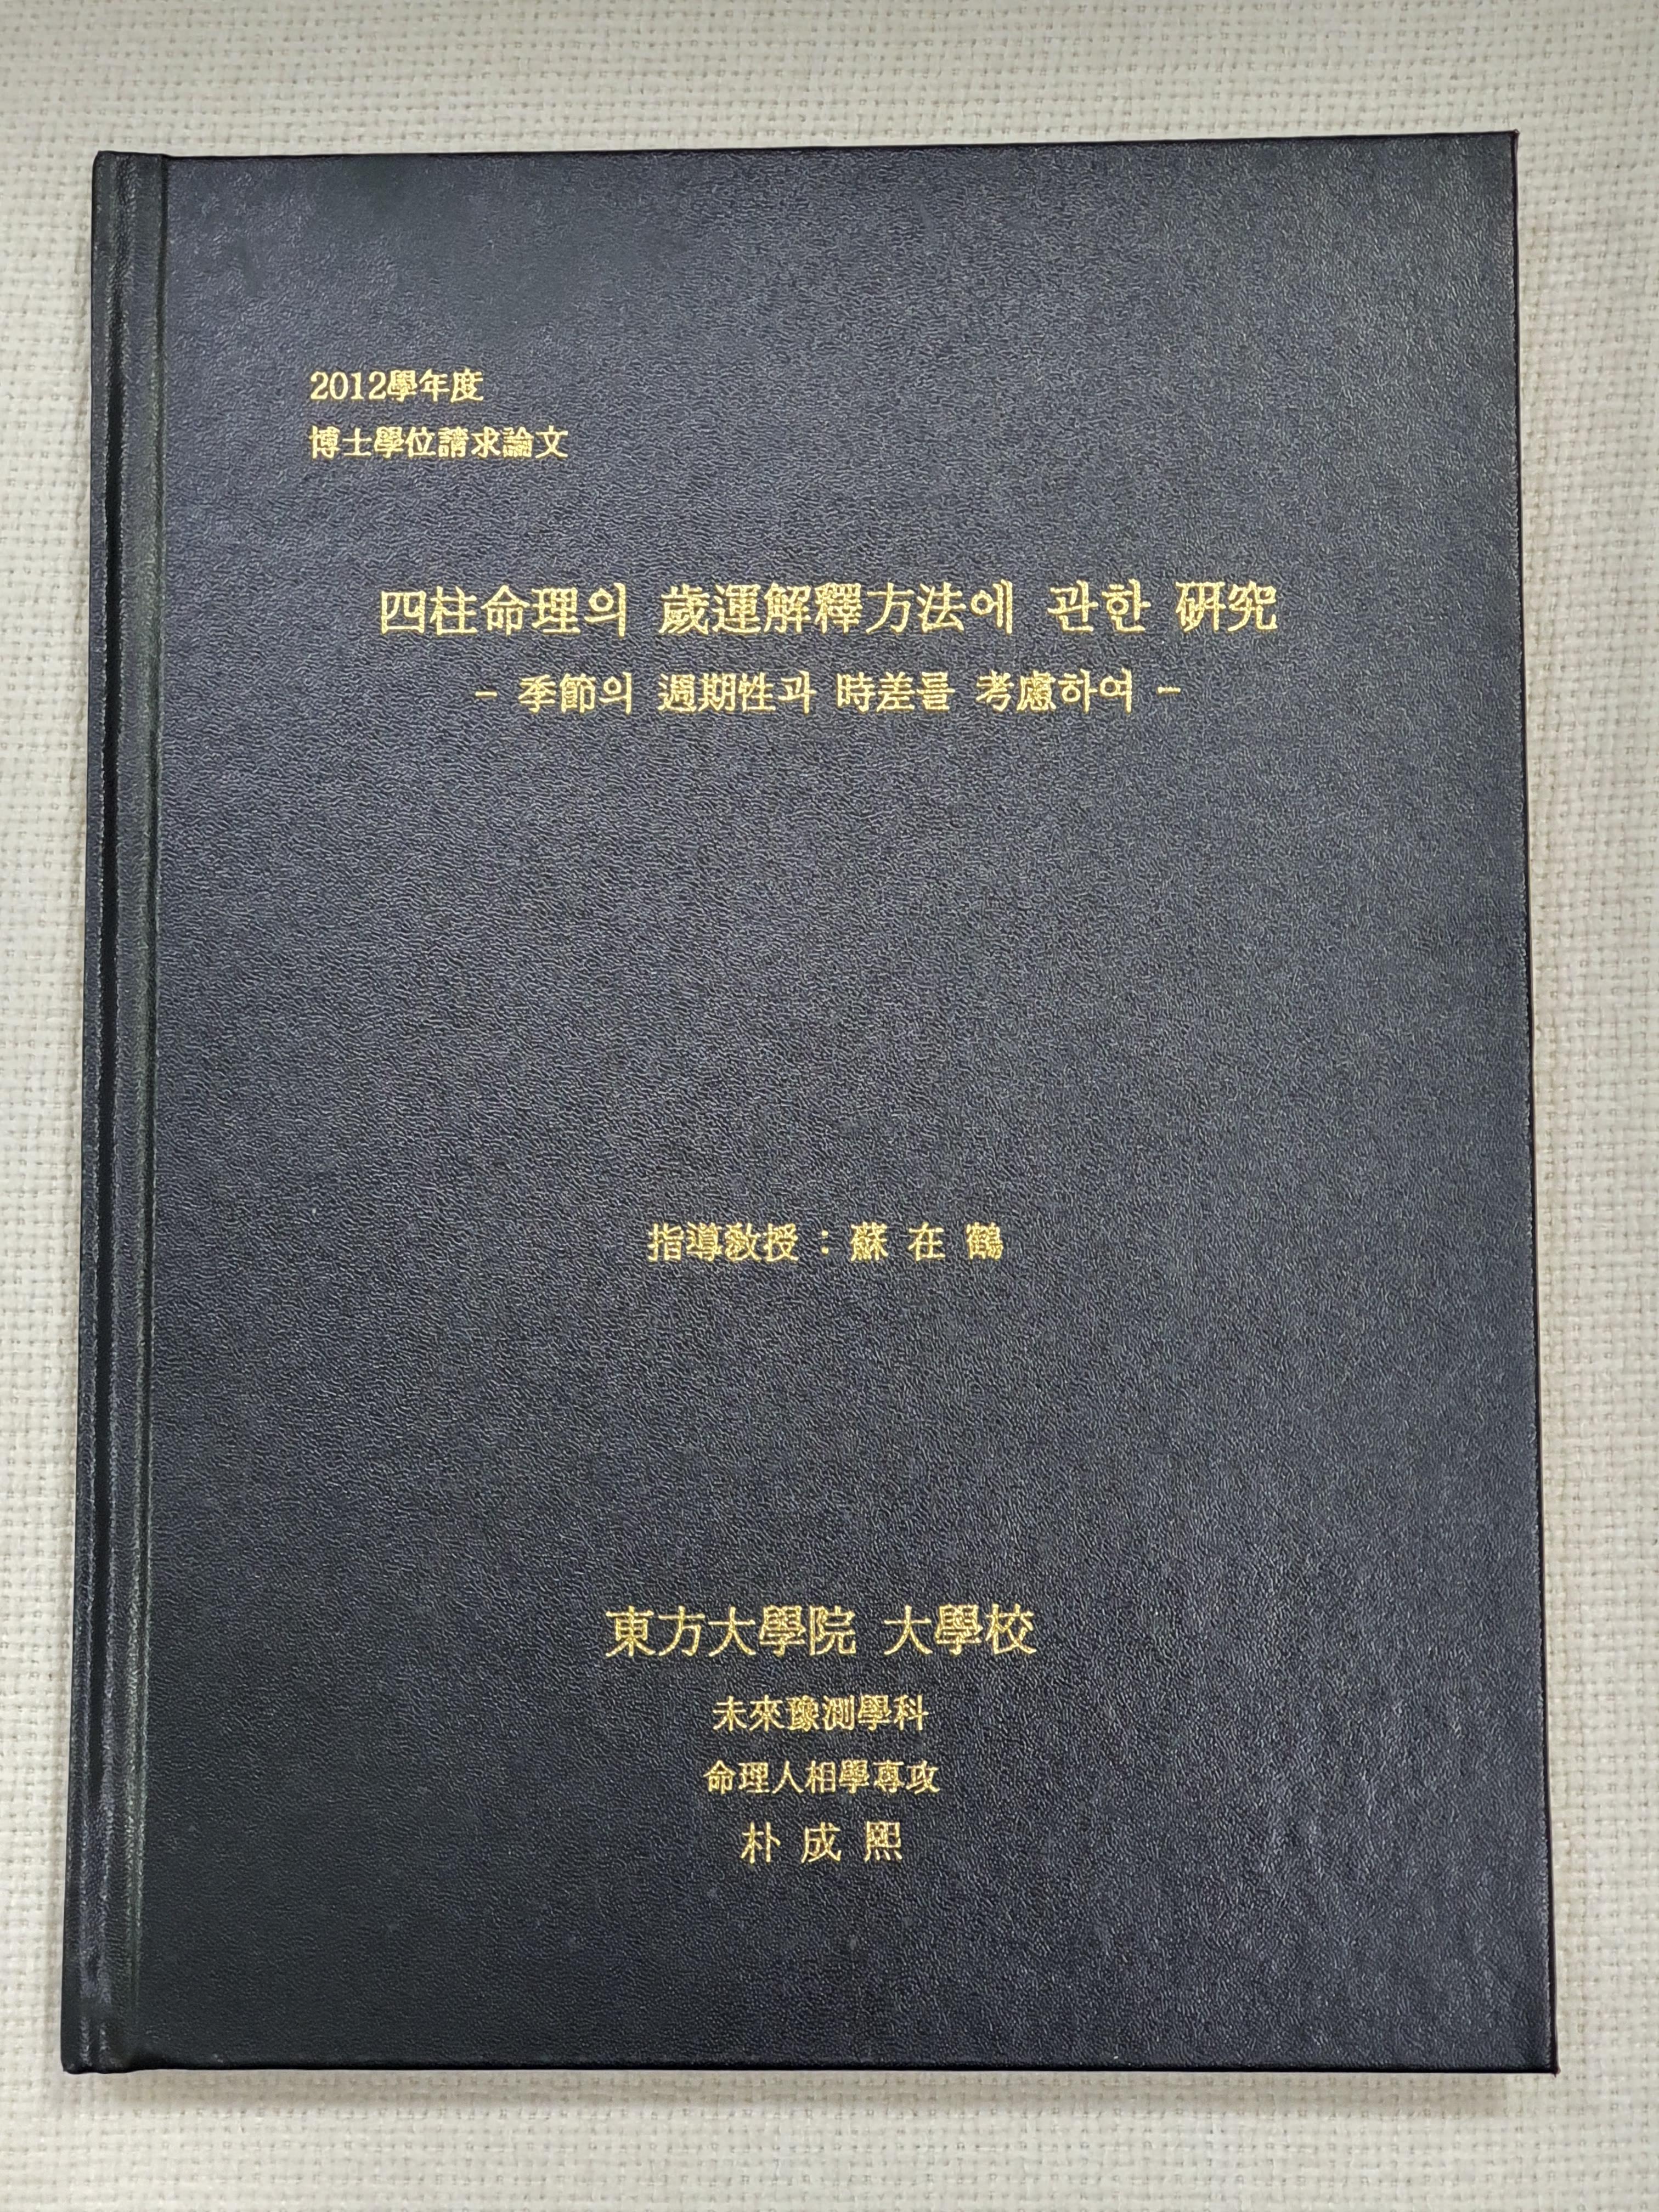 2012學年度
博士學位請求論文
四柱命理의 歲運解釋方法에 관한 硏究
- 季節의 週期性과 時差를 考慮하여 -
指導敎授 : 蘇 在 鶴
東方大學院 大學校
未來豫測學科
命理人相學專攻
朴 成 熙